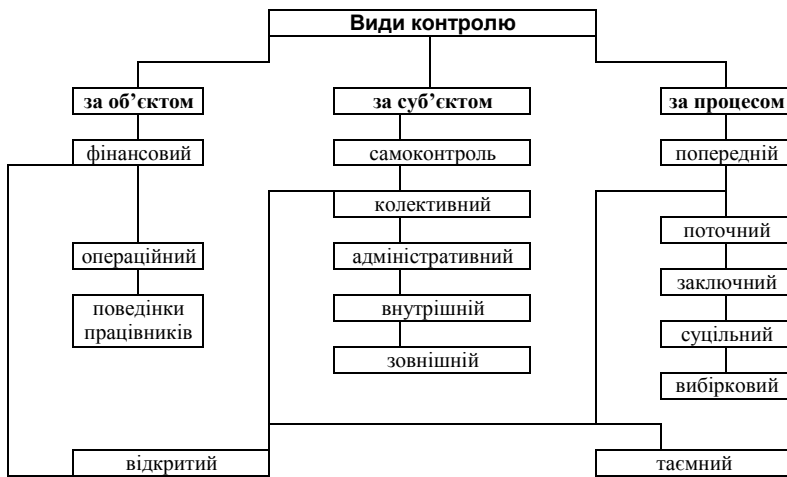 Види контролю
за об’єктом
за суб’єктом
за процесом
фінансовий
самоконтроль
попередній
колективний
поточний
операційний
адміністративний
заключний
поведінки
працівників
внутрішній
суцільний
зовнішній
вибірковий
відкритий
таємний